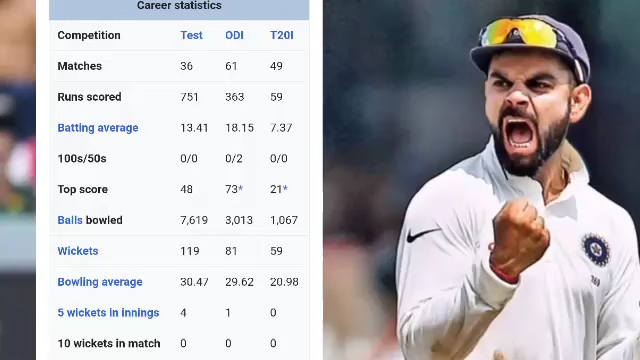 Career statistics
Competition Test ODI T20I
Matches 36 61 49
Runs scored 751 363 59
Batting average 13.41 18.15 7.37
100s/50s 0/0 0/2 0/0
Top score 48 73* 21*
Balls bowled 7,619 3,013 1,067
Wickets 119 81 59
Bowling average 30.47 29.62 20.98
5 wickets in innings 4 1 0
10 wickets in match 0 0 0